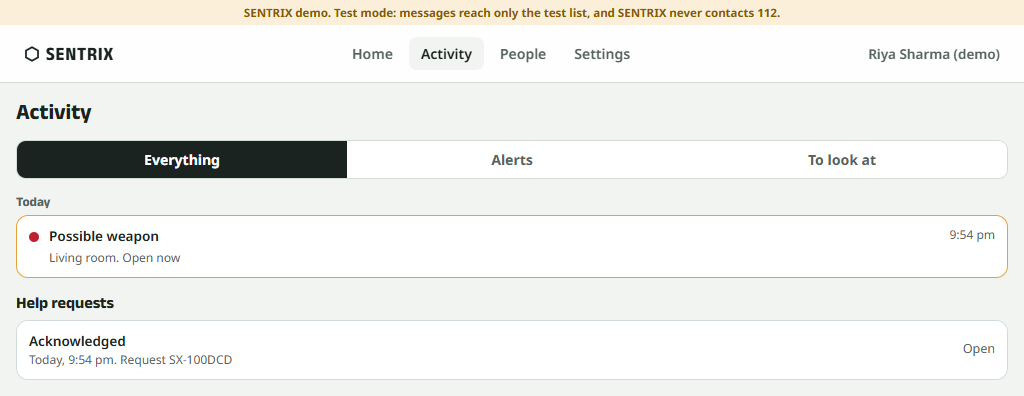 SENTRIX demo. Test mode: messages reach only the test list, and SENTRIX never contacts 112.
SENTRIX
Home
Activity
People
Settings
Riya Sharma (demo)
Activity
Everything
Alerts
To look at
Today
Possible weapon
9:54 pm
Living room. Open now
Help requests
Acknowledged
Today, 9:54 pm. Request SX-100DCD
Open